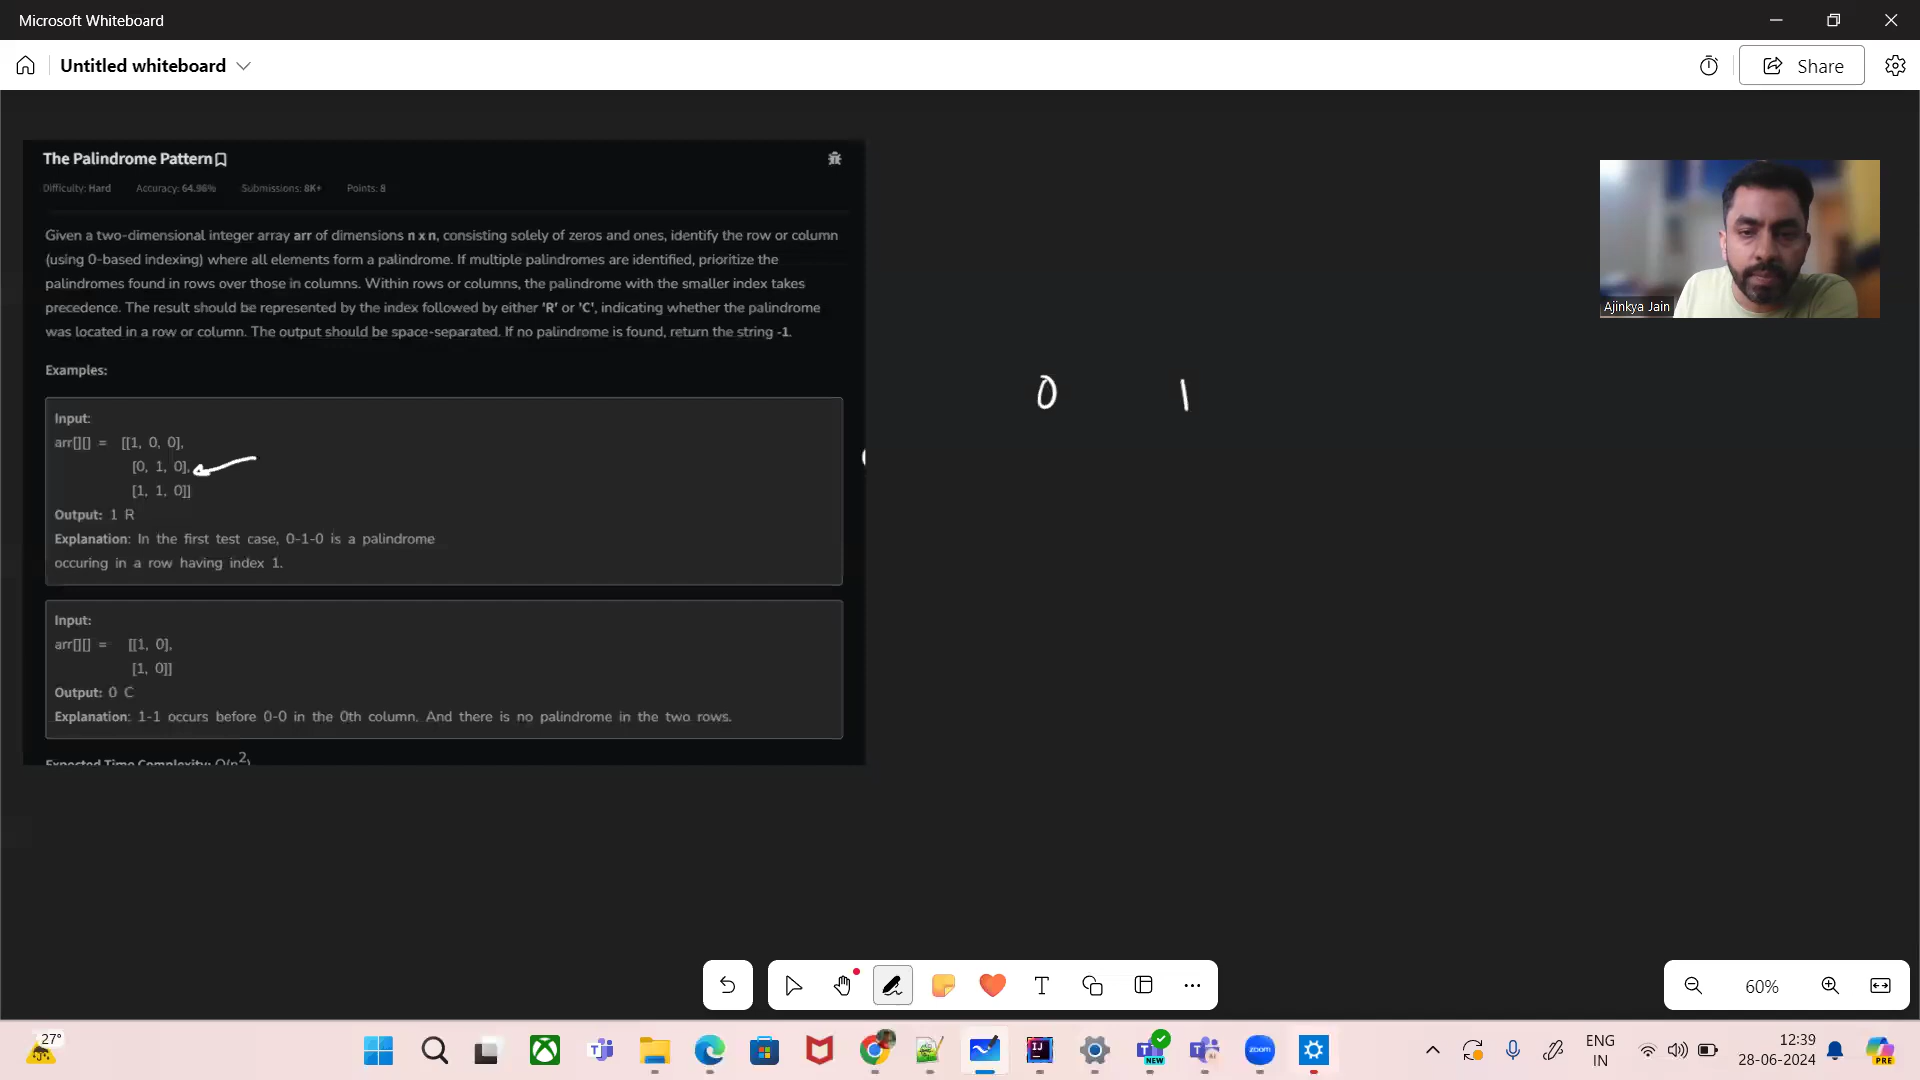 Microsoft Whiteboard
Untitled whiteboard
Share
The Palindrome Pattern
Difficulty: Hard Accuracy: 64.96% Submissions: 8K+ Points: 8
Given a two-dimensional integer array arr of dimensions n x n, consisting solely of zeros and ones, identify the row or column
(using 0-based indexing) where all elements form a palindrome. If multiple palindromes are identified, prioritize the
palindromes found in rows over those in columns. Within rows or columns, the palindrome with the smaller index takes
precedence. The result should be represented by the index followed by either 'R' or 'C', indicating whether the palindrome
was located in a row or column. The output should be space-separated. If no palindrome is found, return the string -1.
Examples:
Input:
arr[][] = [[1, 0, 0],
[0, 1, 0],
[1, 1, 0]]
Output: 1 R
Explanation: In the first test case, 0-1-0 is a palindrome
occuring in a row having index 1.
Input:
arr[][] = [[1, 0],
[1, 0]]
Output: 0 C
Explanation: 1-1 occurs before 0-0 in the 0th column. And there is no palindrome in the two rows.
Expected Time Complexity: O(n²)
0 1
Ajinkya Jain
60%
27°
NEW
zoom
ENG
IN
12:39
28-06-2024
PRE